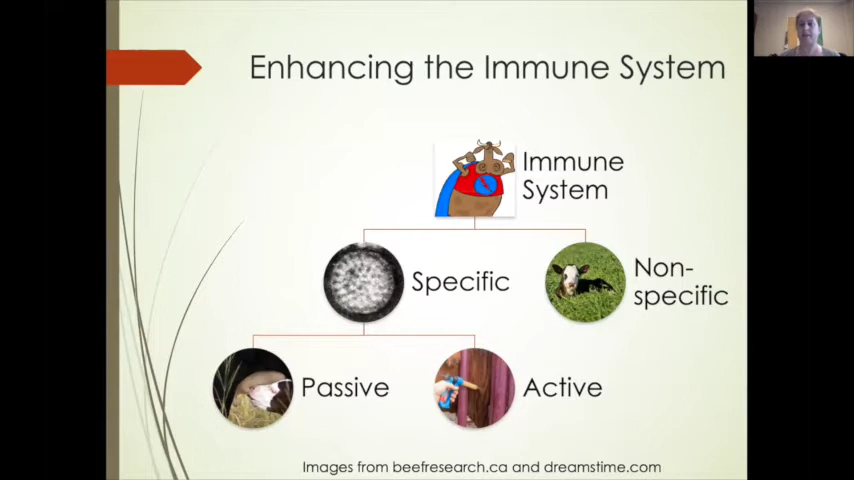 Enhancing the Immune System
Immune
System
Specific
Non-
specific
Passive
Active
Images from beefresearch.ca and dreamstime.com